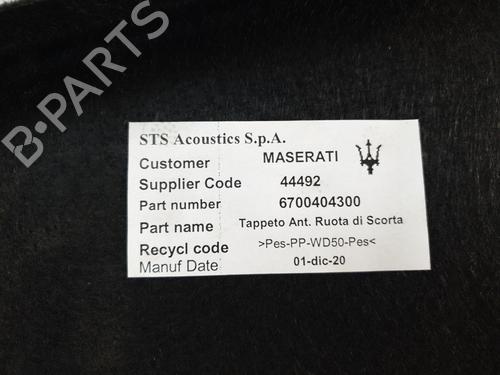 B-PARTS
STS Acoustics S.p.A.
Customer MASERATI
Supplier Code 44492
Part number 6700404300
Part name Tappeto Ant. Ruota di Scorta
Recycl code >Pes-PP-WD50-Pes<
Manuf Date 01-dic-20